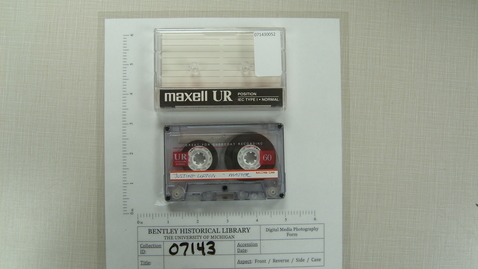 maxell UR
POSITION
IEC TYPE I • NORMAL
UR
60
BENTLEY HISTORICAL LIBRARY
THE UNIVERSITY OF MICHIGAN
Digital Media Photography
Form
Collection
ID:
07143
Accession
Date:
Title:
Aspect: Front / Reverse / Side / Case